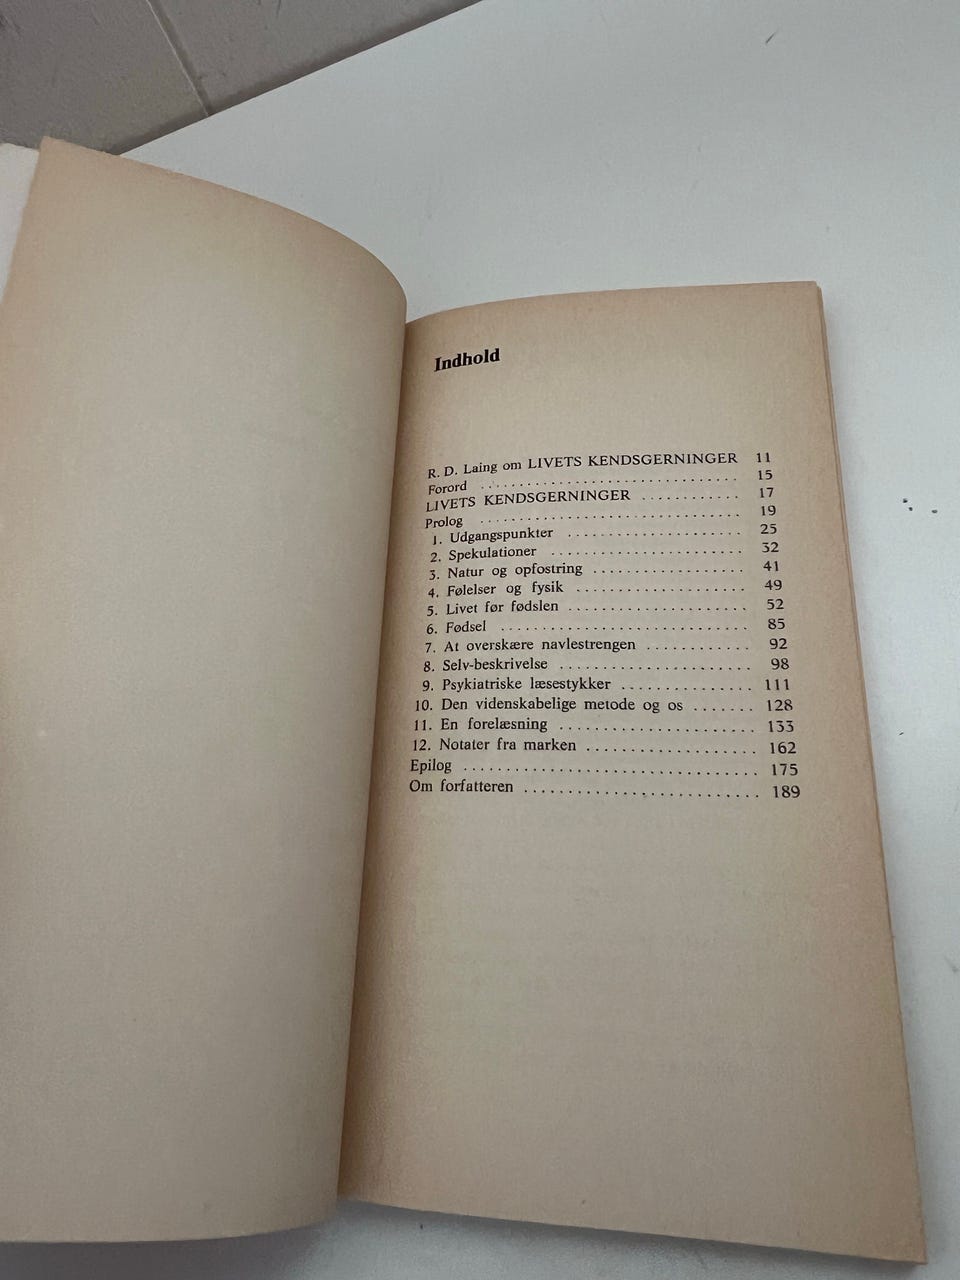 Indhold
R. D. Laing om LIVETS KENDSGERNINGER 11
Forord .............................. 15
LIVETS KENDSGERNINGER ........... 17
Prolog .............................. 19
1. Udgangspunkter .................... 25
2. Spekulationer ...................... 32
3. Natur og opfostring .................. 41
4. Følelser og fysik .................... 49
5. Livet før fødslen ..................... 52
6. Fødsel ............................ 85
7. At overskære navlestrengen ............ 92
8. Selv-beskrivelse ...................... 98
9. Psykiatriske læsestykker ............... 111
10. Den videnskabelige metode og os ....... 128
11. En forelæsning ...................... 133
12. Notater fra marken ................... 162
Epilog ................................. 175
Om forfatteren .......................... 189